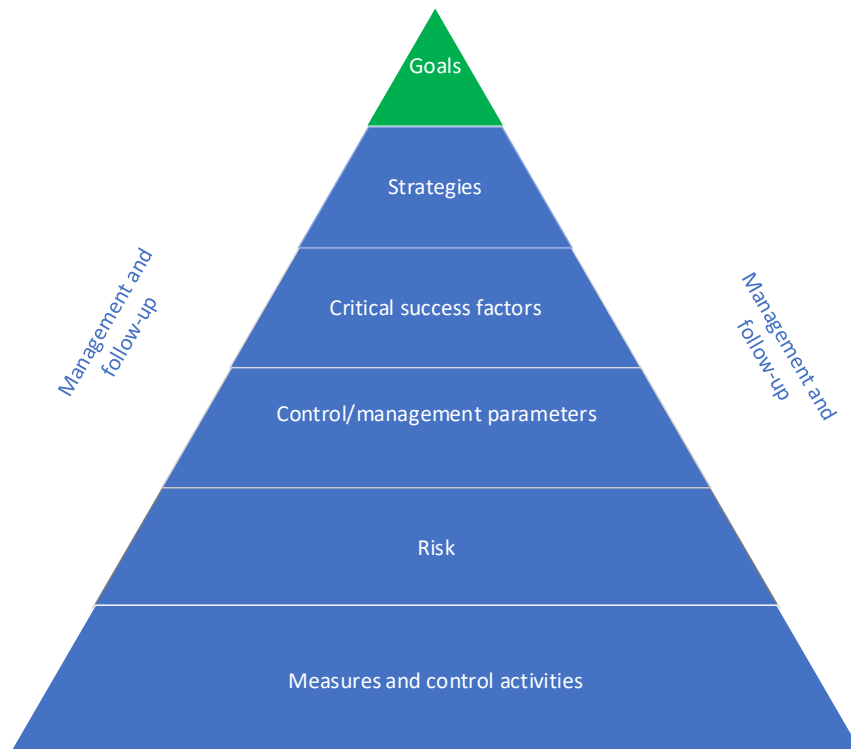 Goals
Strategies
Management and
follow-up
Critical success factors
Management and
follow-up
Control/management parameters
Risk
Measures and control activities